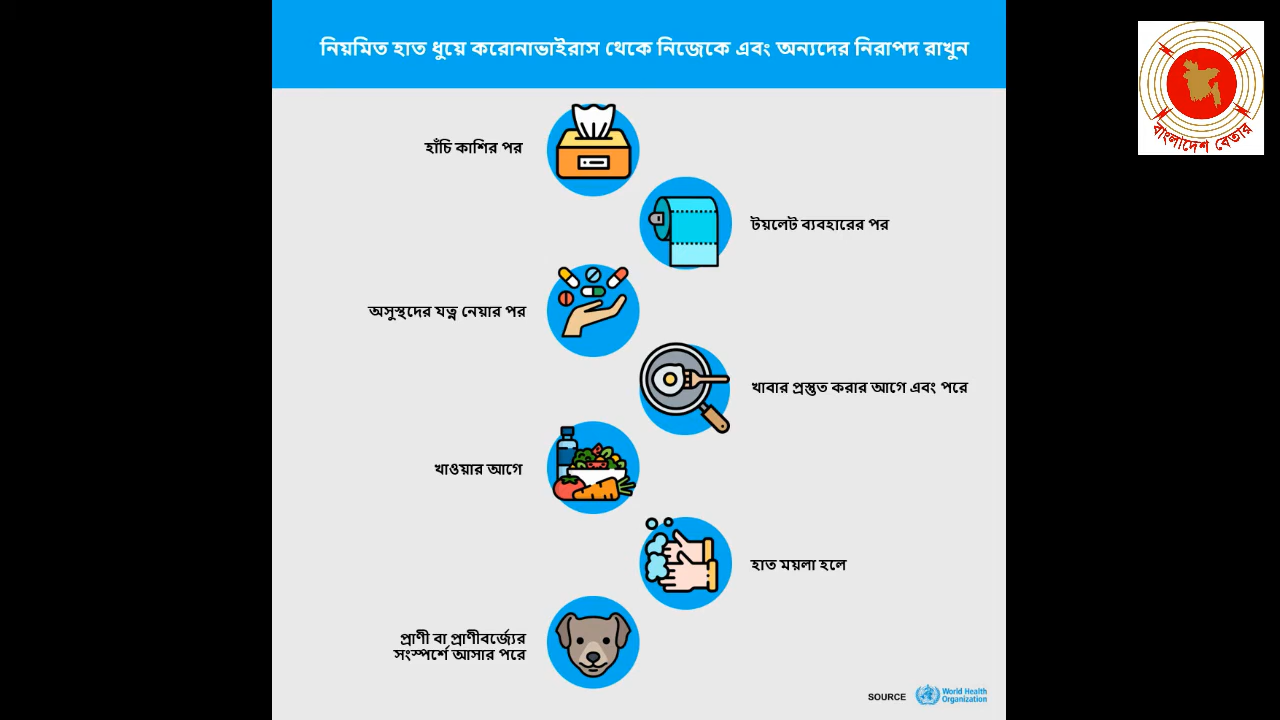 নিয়মিত হাত ধুয়ে করোনাভাইরাস থেকে নিজেকে এবং অন্যদের নিরাপদ রাখুন
বাংলাদেশ বেতার
হাঁচি কাশির পর
টয়লেট ব্যবহারের পর
অসুস্থদের যত্ন নেয়ার পর
খাবার প্রস্তুত করার আগে এবং পরে
খাওয়ার আগে
হাত ময়লা হলে
প্রাণী বা প্রাণীবর্জ্যের
সংস্পর্শে আসার পরে
SOURCE
World Health
Organization